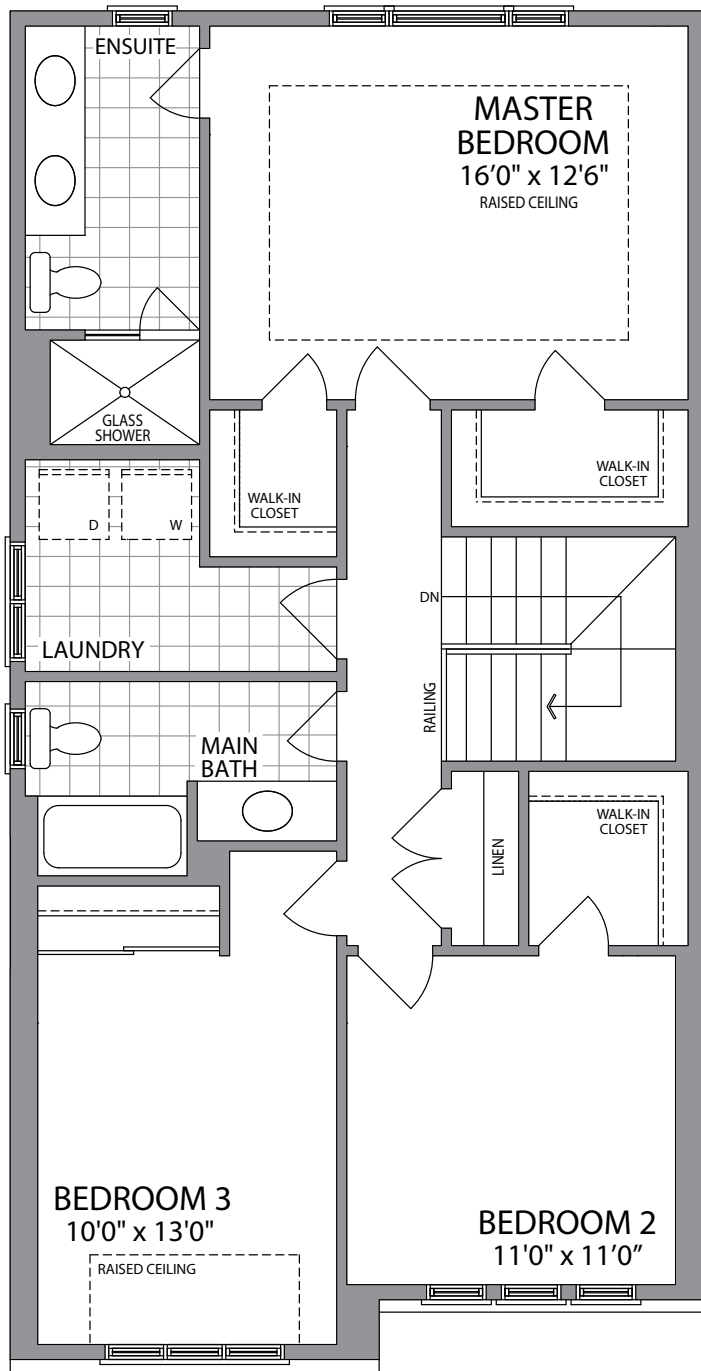 ENSUITE
MASTER
BEDROOM
16'0" x 12'6"
RAISED CEILING
GLASS
SHOWER
WALK-IN
CLOSET
WALK-IN
CLOSET
D
W
LAUNDRY
DN
RAILING
MAIN
BATH
LINEN
WALK-IN
CLOSET
BEDROOM 3
10'0" x 13'0"
RAISED CEILING
BEDROOM 2
11'0" x 11'0”